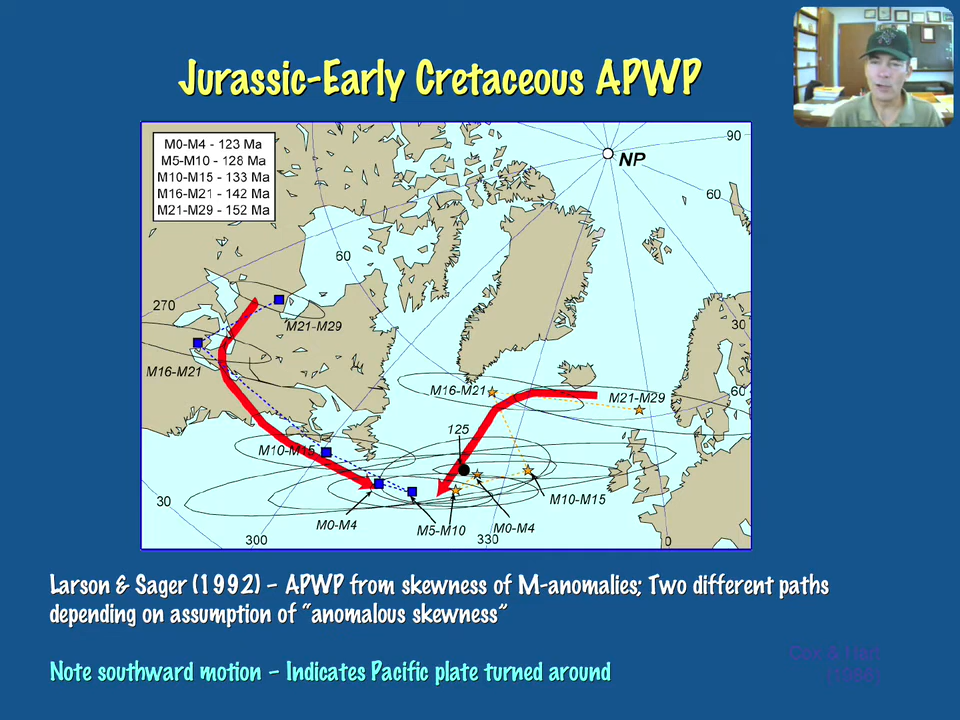 Jurassic-Early Cretaceous APWP
M0-M4 - 123 Ma
M5-M10 - 128 Ma
M10-M15 - 133 Ma
M16-M21 - 142 Ma
M21-M29 - 152 Ma
90
NP
60
60
270
M21-M29
30
M16-M21
M16-M21
M21-M29
60
125
M10-M15
30
M10-M15
M0-M4
M5-M10
M0-M4
300
330
0
Larson & Sager (1992) – APWP from skewness of M-anomalies; Two different paths
depending on assumption of "anomalous skewness"
Cox & Hart
(1986)
Note southward motion – Indicates Pacific plate turned around